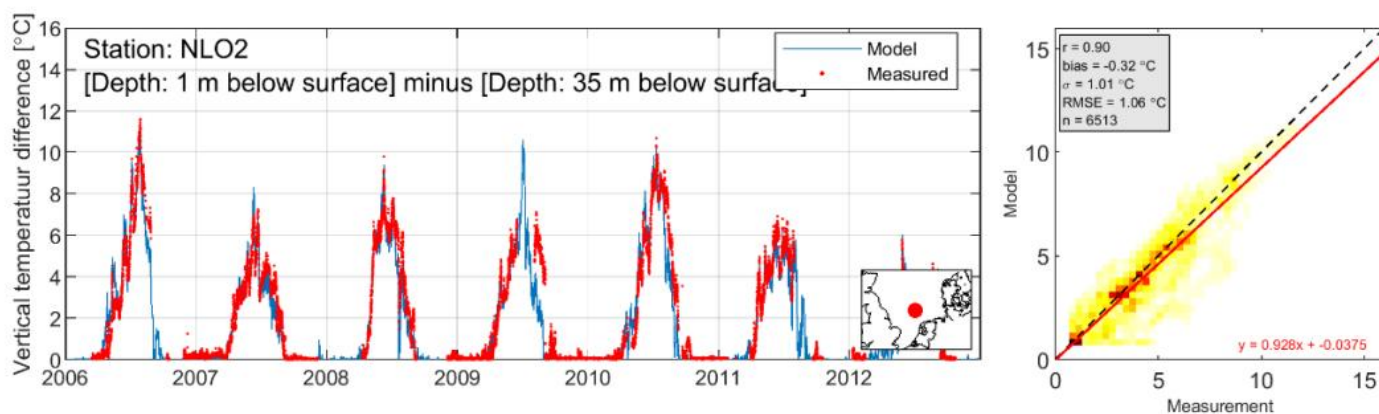 Station: NLO2
[Depth: 1 m below surface] minus [Depth: 35 m below surface]
Model
Measured
Vertical temperatuur difference [°C]
16
14
12
10
8
6
4
2
0
2006
2007
2008
2009
2010
2011
2012
r = 0.90
bias = -0.32 °C
σ = 1.01 °C
RMSE = 1.06 °C
n = 6513
Model
15
10
5
0
0
5
10
15
y = 0.928x + -0.0375
Measurement